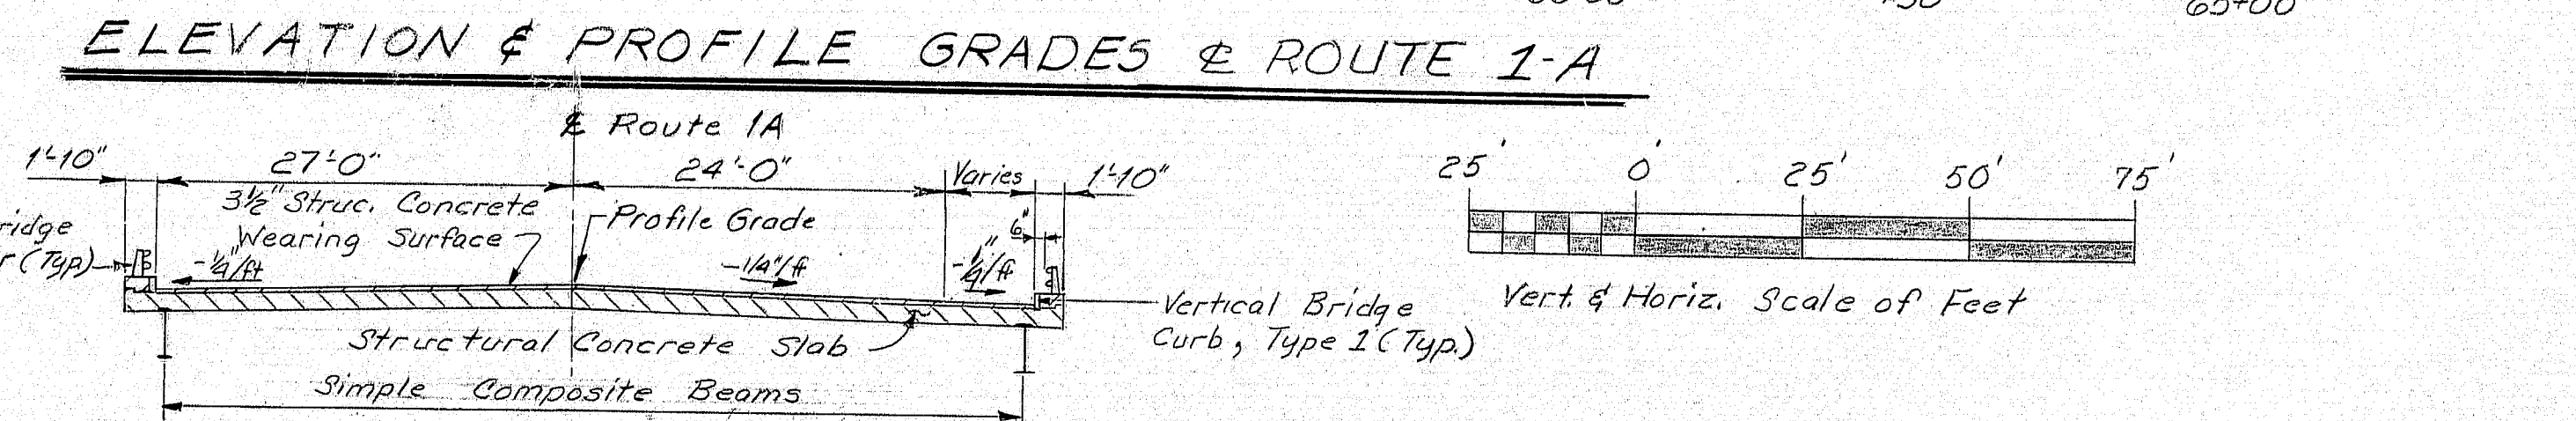 +50
65+00
ELEVATION & PROFILE GRADES ℄ ROUTE 1-A
℄ Route 1A
1'-10" 27'-0" 24'-0" Varies 1'-10"
3½" Struc. Concrete
Wearing Surface
Profile Grade
6"
ridge
r (Typ)
-¼"/ft -1/4"/ft -¼"/ft
Structural Concrete Slab
Simple Composite Beams
Vertical Bridge
Curb, Type 1 (Typ.)
25' 0' 25' 50' 75'
Vert. & Horiz. Scale of Feet